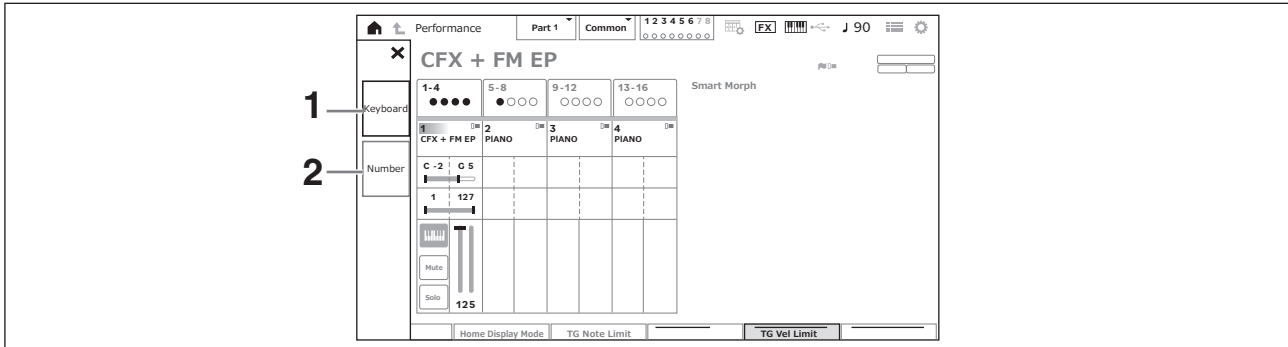 Performance Part 1 Common 1 2 3 4 5 6 7 8 FX ♩ 90
CFX + FM EP
1 Keyboard
2 Number
1-4 5-8 9-12 13-16
Smart Morph
1 2 3 4
CFX + FM EP PIANO PIANO PIANO
C -2 G 5
1 127
Mute
Solo
125
Home Display Mode TG Note Limit TG Vel Limit